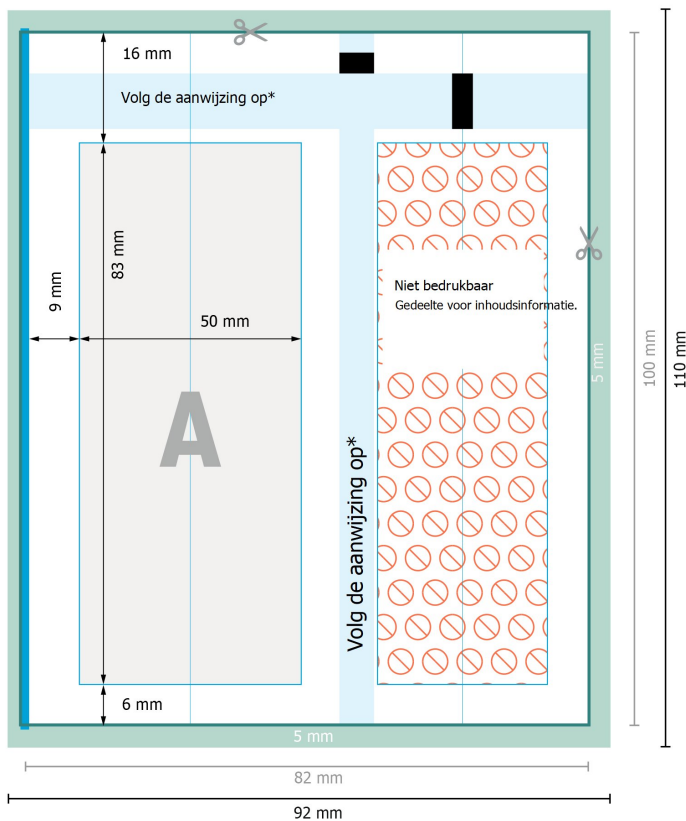 16 mm
Volg de aanwijzing op*
83 mm
9 mm
50 mm
Niet bedrukbaar
Gedeelte voor inhoudsinformatie.
5 mm
100 mm
110 mm
A
Volg de aanwijzing op*
6 mm
5 mm
82 mm
92 mm